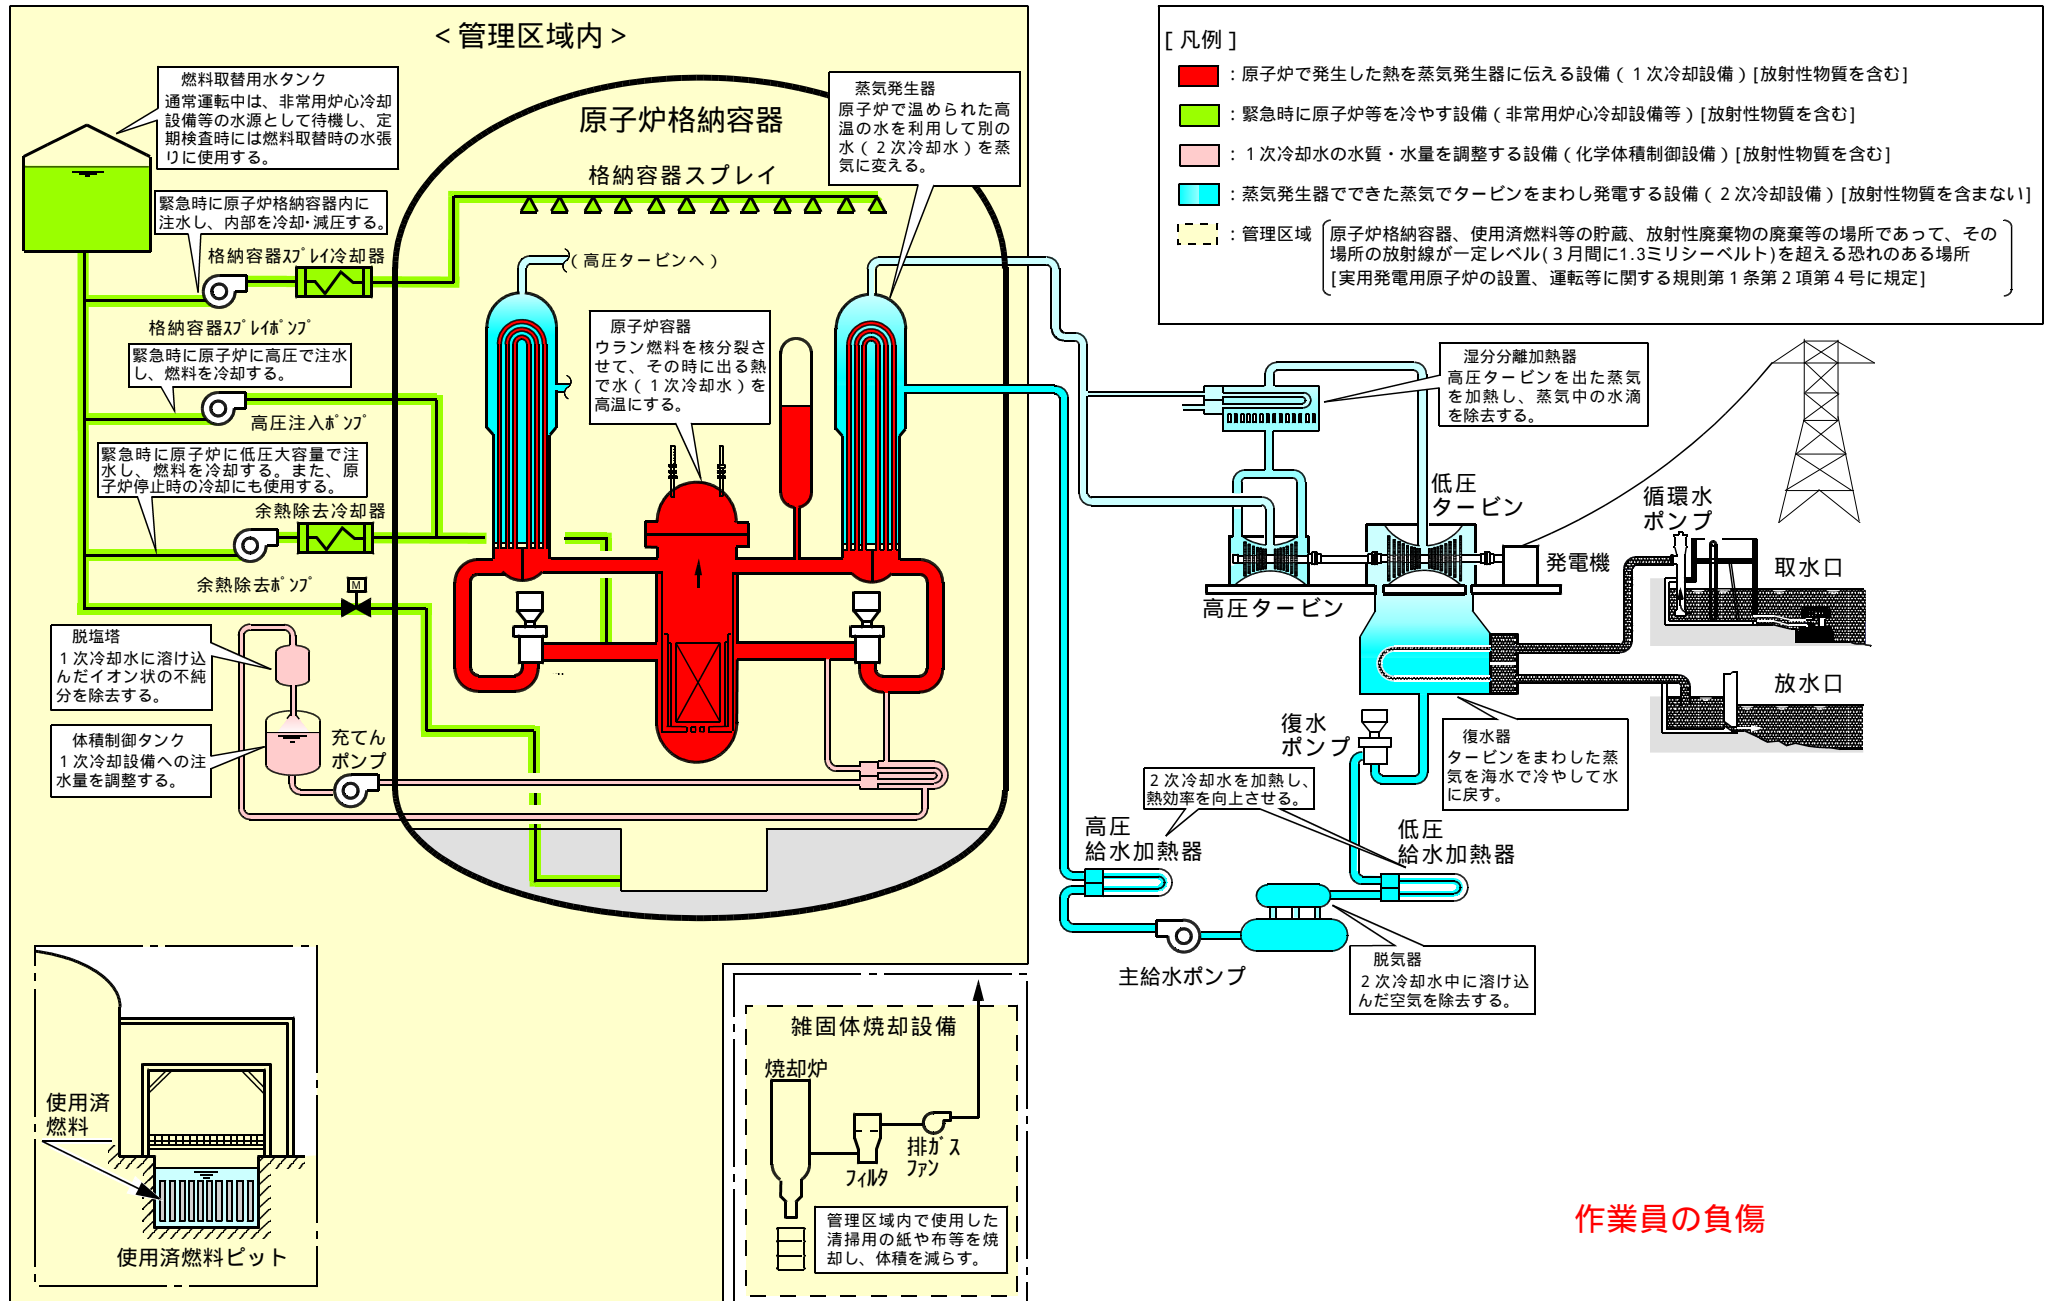 ＜管理区域内＞
燃料取替用水タンク
通常運転中は、非常用炉心冷却
設備等の水源として待機し、定
期検査時には燃料取替時の水張
りに使用する。
原子炉格納容器
蒸気発生器
原子炉で温められた高
温の水を利用して別の
水（２次冷却水）を蒸
気に変える。
格納容器スプレイ
緊急時に原子炉格納容器内に
注水し、内部を冷却・減圧する。
格納容器ｽﾌﾟﾚｲ冷却器
（高圧タービンへ）
格納容器ｽﾌﾟﾚｲﾎﾟﾝﾌﾟ
原子炉容器
ウラン燃料を核分裂さ
せて、その時に出る熱
で水（１次冷却水）を
高温にする。
緊急時に原子炉に高圧で注水
し、燃料を冷却する。
高圧注入ﾎﾟﾝﾌﾟ
緊急時に原子炉に低圧大容量で注
水し、燃料を冷却する。また、原
子炉停止時の冷却にも使用する。
余熱除去冷却器
余熱除去ﾎﾟﾝﾌﾟ
M
脱塩塔
１次冷却水に溶け込
んだイオン状の不純
分を除去する。
体積制御タンク
１次冷却設備への注
水量を調整する。
充てん
ポンプ
[凡例]
：原子炉で発生した熱を蒸気発生器に伝える設備（１次冷却設備）[放射性物質を含む]
：緊急時に原子炉等を冷やす設備（非常用炉心冷却設備等）[放射性物質を含む]
：１次冷却水の水質・水量を調整する設備（化学体積制御設備）[放射性物質を含む]
：蒸気発生器でできた蒸気でタービンをまわし発電する設備（２次冷却設備）[放射性物質を含まない]
：管理区域
原子炉格納容器、使用済燃料等の貯蔵、放射性廃棄物の廃棄等の場所であって、その
場所の放射線が一定レベル(３月間に1.3ミリシーベルト)を超える恐れのある場所
[実用発電用原子炉の設置、運転等に関する規則第１条第２項第４号に規定]
湿分分離加熱器
高圧タービンを出た蒸気
を加熱し、蒸気中の水滴
を除去する。
低圧
タービン
循環水
ポンプ
発電機
取水口
高圧タービン
放水口
復水
ポンプ
復水器
タービンをまわした蒸
気を海水で冷やして水
に戻す。
２次冷却水を加熱し、
熱効率を向上させる。
高圧
給水加熱器
低圧
給水加熱器
主給水ポンプ
脱気器
２次冷却水中に溶け込
んだ空気を除去する。
使用済
燃料
使用済燃料ピット
雑固体焼却設備
焼却炉
排ｶﾞｽ
ﾌｧﾝ
ﾌｨﾙﾀ
管理区域内で使用した
清掃用の紙や布等を焼
却し、体積を減らす。
作業員の負傷